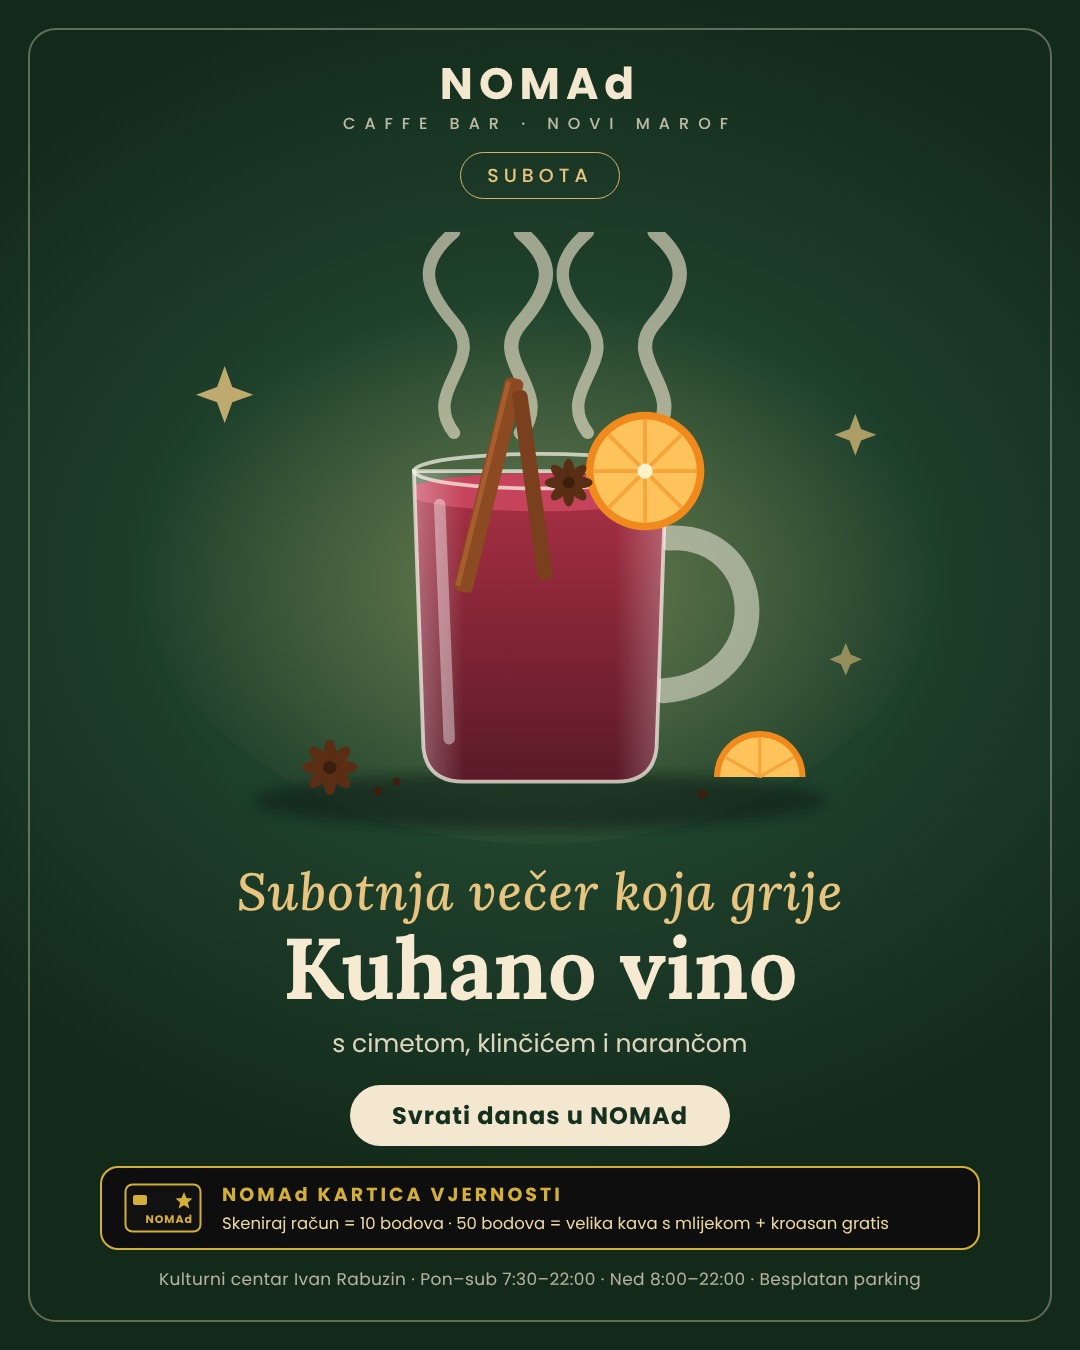 NOMAd
CAFFE BAR · NOVI MAROF
SUBOTA
Subotnja večer koja grije
Kuhano vino
s cimetom, klinčićem i narančom
Svrati danas u NOMAd
NOMAd
NOMAd KARTICA VJERNOSTI
Skeniraj račun = 10 bodova · 50 bodova = velika kava s mlijekom + kroasan gratis
Kulturni centar Ivan Rabuzin · Pon–sub 7:30–22:00 · Ned 8:00–22:00 · Besplatan parking